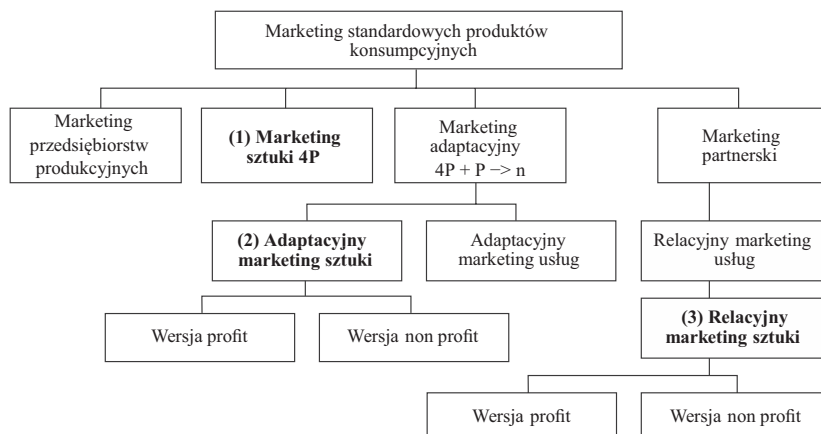 Marketing standardowych produktów
konsumpcyjnych
Marketing
przedsiębiorstw
produkcyjnych
(1) Marketing
sztuki 4P
Marketing
adaptacyjny
4P + P −> n
Marketing
partnerski
(2) Adaptacyjny
marketing sztuki
Adaptacyjny
marketing usług
Relacyjny marketing
usług
Wersja profit
Wersja non profit
(3) Relacyjny
marketing sztuki
Wersja profit
Wersja non profit